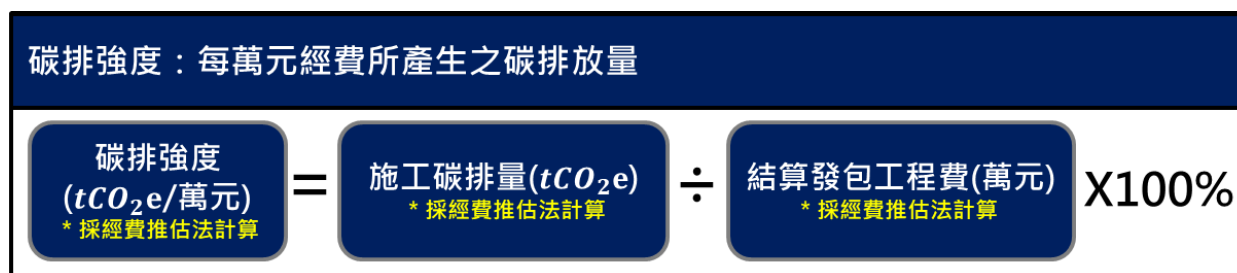 碳排強度：每萬元經費所產生之碳排放量
碳排強度
(tCO₂e/萬元)
* 採經費推估法計算
=
施工碳排量(tCO₂e)
* 採經費推估法計算
÷
結算發包工程費(萬元)
* 採經費推估法計算
X100%